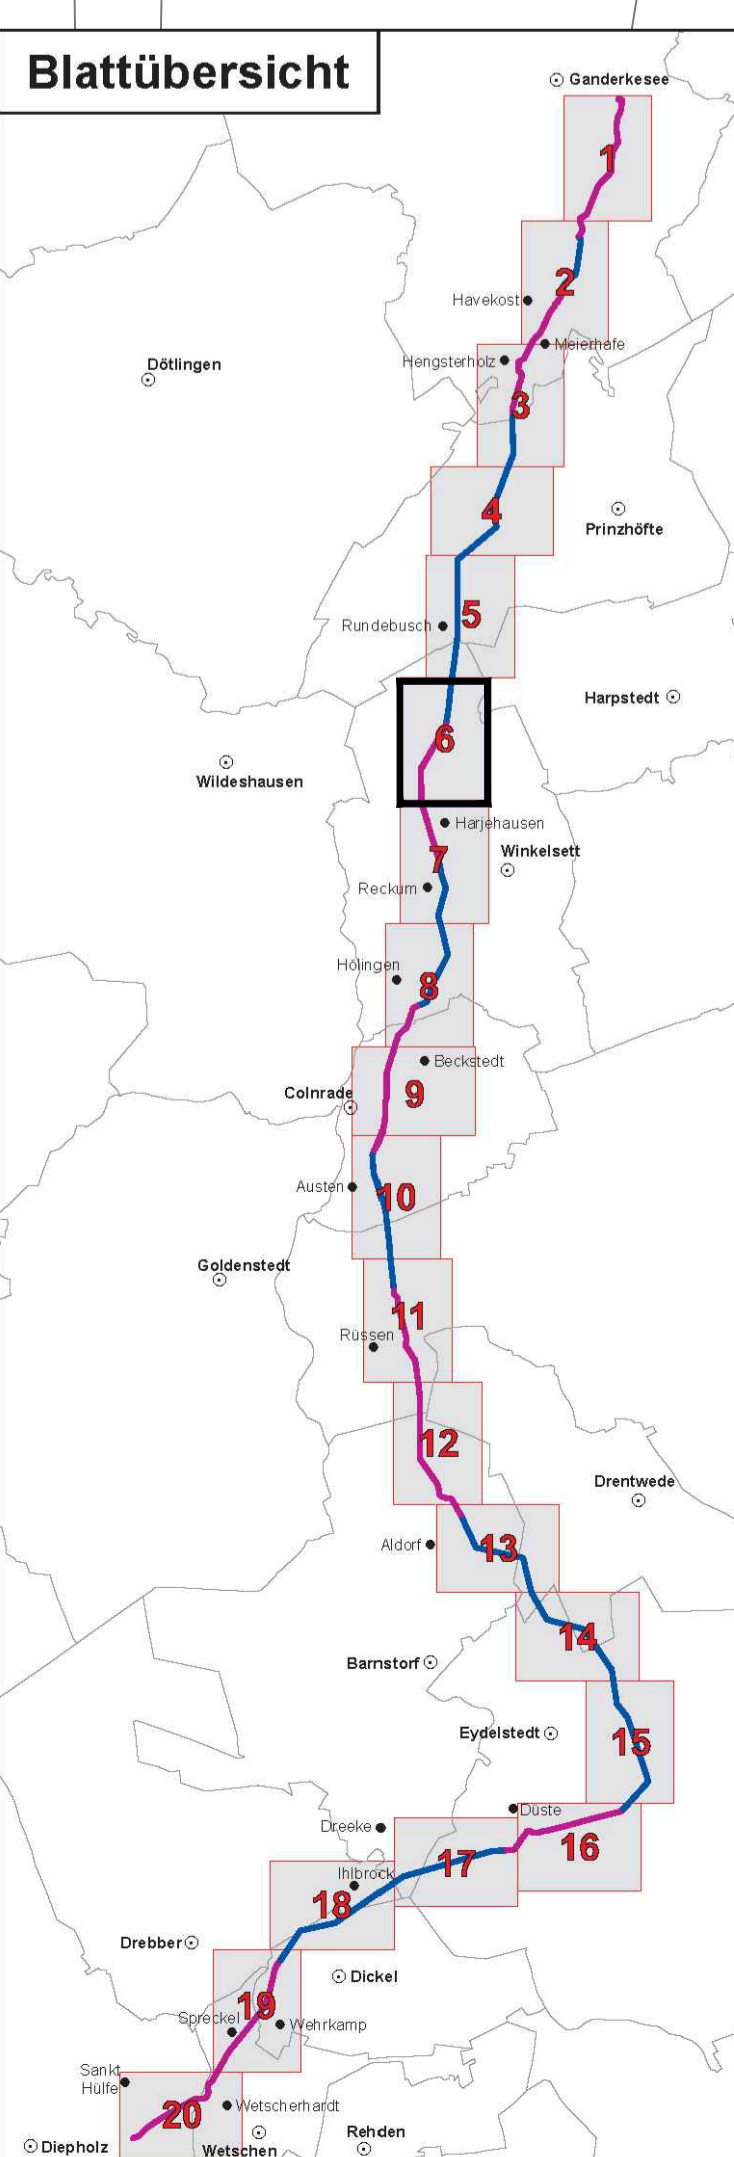 Blattübersicht
Ganderkesee
1
2
Havekost
Meierhafe
Hengsterholz
Dötlingen
3
4
Prinzhöfte
5
Rundebusch
Harpstedt
6
Wildeshausen
Harjehausen
Winkelsett
7
Reckum
Hölingen
8
Beckstedt
Colnrade
9
Austen
10
Goldenstedt
11
Rüssen
12
Drentwede
Aldorf
13
14
Barnstorf
Eydelstedt
15
Düste
Dreeke
16
17
Ihlbrock
18
Drebber
Dickel
19
Spreckel
Wehrkamp
Sankt
Hülfe
20
Wetscherhardt
Rehden
Diepholz
Wetschen